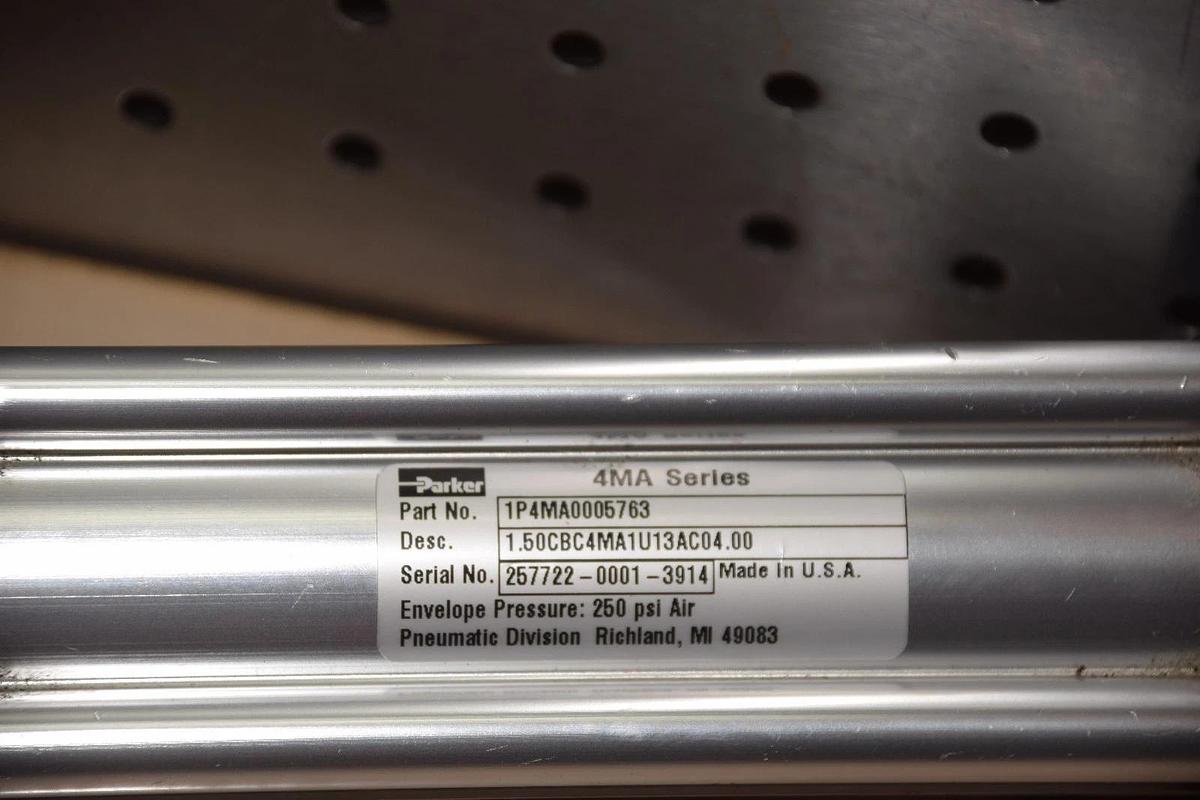 Parker 4MA Series
Part No. 1P4MA0005763
Desc. 1.50CBC4MA1U13AC04.00
Serial No. 257722-0001-3914 Made In U.S.A.
Envelope Pressure: 250 psi Air
Pneumatic Division Richland, MI 49083